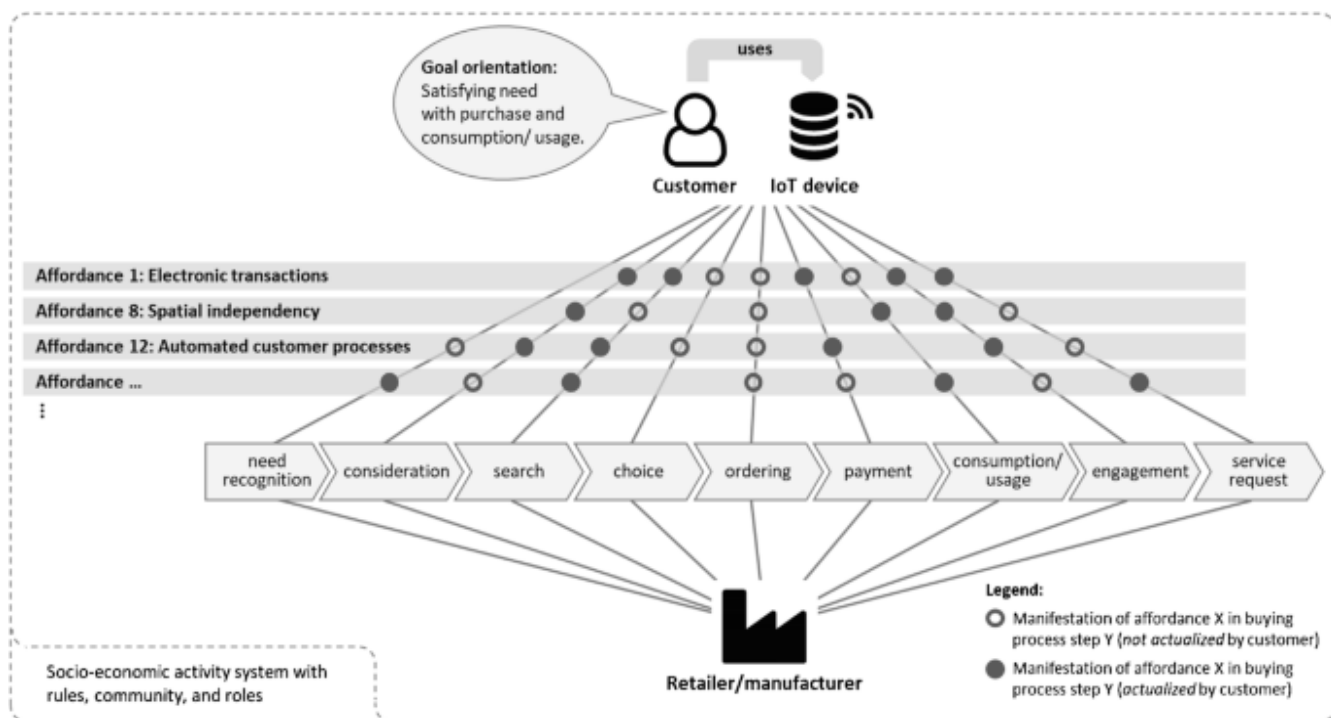 uses
Goal orientation:
Satisfying need
with purchase and
consumption/ usage.
Customer
IoT device
Affordance 1: Electronic transactions
Affordance 8: Spatial independency
Affordance 12: Automated customer processes
Affordance ...
⋮
need
recognition
consideration
search
choice
ordering
payment
consumption/
usage
engagement
service
request
Retailer/manufacturer
Legend:
Manifestation of affordance X in buying
process step Y (not actualized by customer)
Manifestation of affordance X in buying
process step Y (actualized by customer)
Socio-economic activity system with
rules, community, and roles